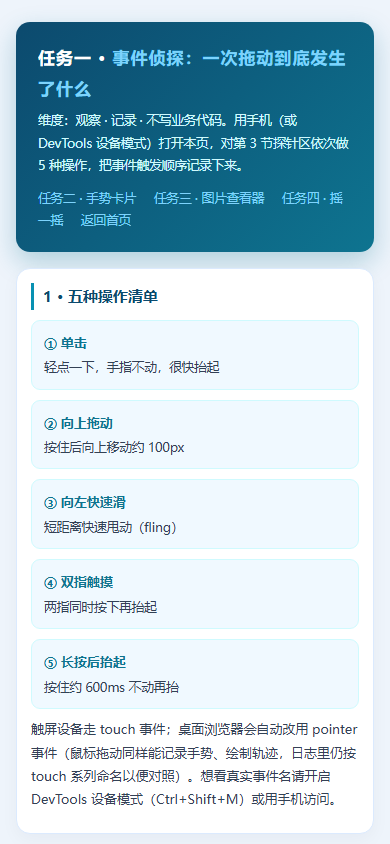 任务一 · 事件侦探：一次拖动到底发生
了什么
维度：观察 · 记录 · 不写业务代码。用手机（或
DevTools 设备模式）打开本页，对第 3 节探针区依次做
5 种操作，把事件触发顺序记录下来。
任务二 · 手势卡片 任务三 · 图片查看器 任务四 · 摇
一摇 返回首页
1 · 五种操作清单
① 单击
轻点一下，手指不动，很快抬起
② 向上拖动
按住后向上移动约 100px
③ 向左快速滑
短距离快速甩动（fling）
④ 双指触摸
两指同时按下再抬起
⑤ 长按后抬起
按住约 600ms 不动再抬
触屏设备走 touch 事件；桌面浏览器会自动改用 pointer
事件（鼠标拖动同样能记录手势、绘制轨迹，日志里仍按
touch 系列命名以便对照）。想看真实事件名请开启
DevTools 设备模式（Ctrl+Shift+M）或用手机访问。